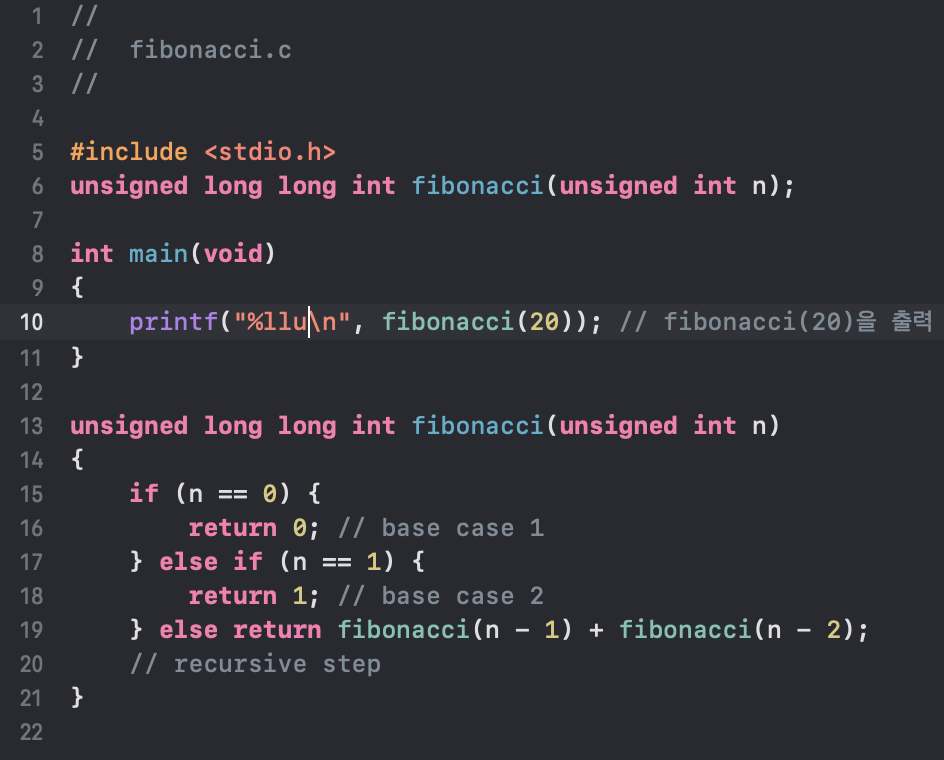 1 //
2 //  fibonacci.c
3 //
4
5 #include <stdio.h>
6 unsigned long long int fibonacci(unsigned int n);
7
8 int main(void)
9 {
10     printf("%llu\n", fibonacci(20)); // fibonacci(20)을 출력
11 }
12
13 unsigned long long int fibonacci(unsigned int n)
14 {
15     if (n == 0) {
16         return 0; // base case 1
17     } else if (n == 1) {
18         return 1; // base case 2
19     } else return fibonacci(n - 1) + fibonacci(n - 2);
20     // recursive step
21 }
22